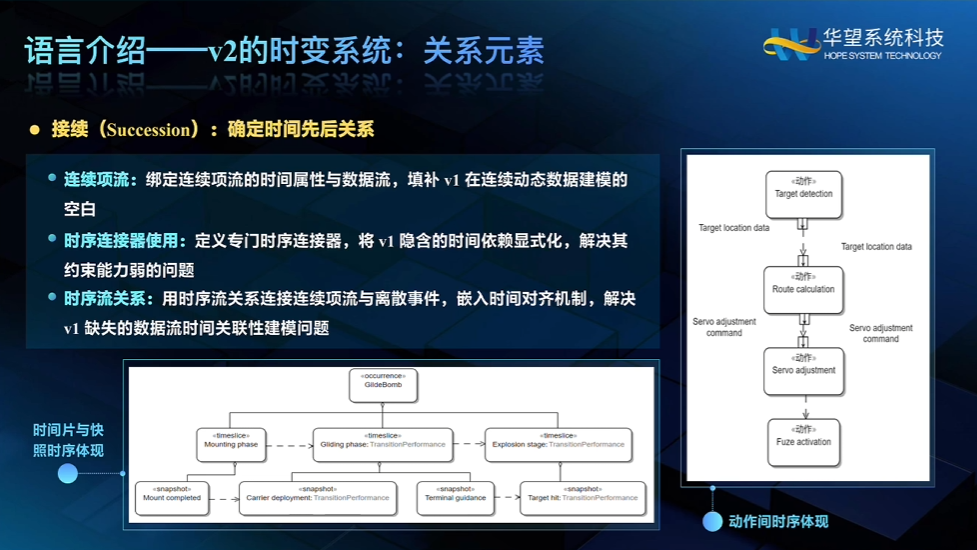 语言介绍——v2的时变系统：关系元素
华望系统科技
HOPE SYSTEM TECHNOLOGY
接续（Succession）：确定时间先后关系
连续项流：绑定连续项流的时间属性与数据流，填补 v1 在连续动态数据建模的
空白
时序连接器使用：定义专门时序连接器，将 v1 隐含的时间依赖显式化，解决其
约束能力弱的问题
时序流关系：用时序流关系连接连续项流与离散事件，嵌入时间对齐机制，解决
v1 缺失的数据流时间关联性建模问题
«动作»
Target detection
Target location data
Target location data
«动作»
Route calculation
Servo adjustment
command
Servo adjustment
command
«动作»
Servo adjustment
«动作»
Fuze activation
动作间时序体现
时间片与快
照时序体现
«occurrence»
GlideBomb
«timeslice»
Mounting phase
«timeslice»
Gliding phase: TransitionPerformance
«timeslice»
Explosion stage: TransitionPerformance
«snapshot»
Mount completed
«snapshot»
Carrier deployment: TransitionPerformance
«snapshot»
Terminal guidance
«snapshot»
Target hit: TransitionPerformance